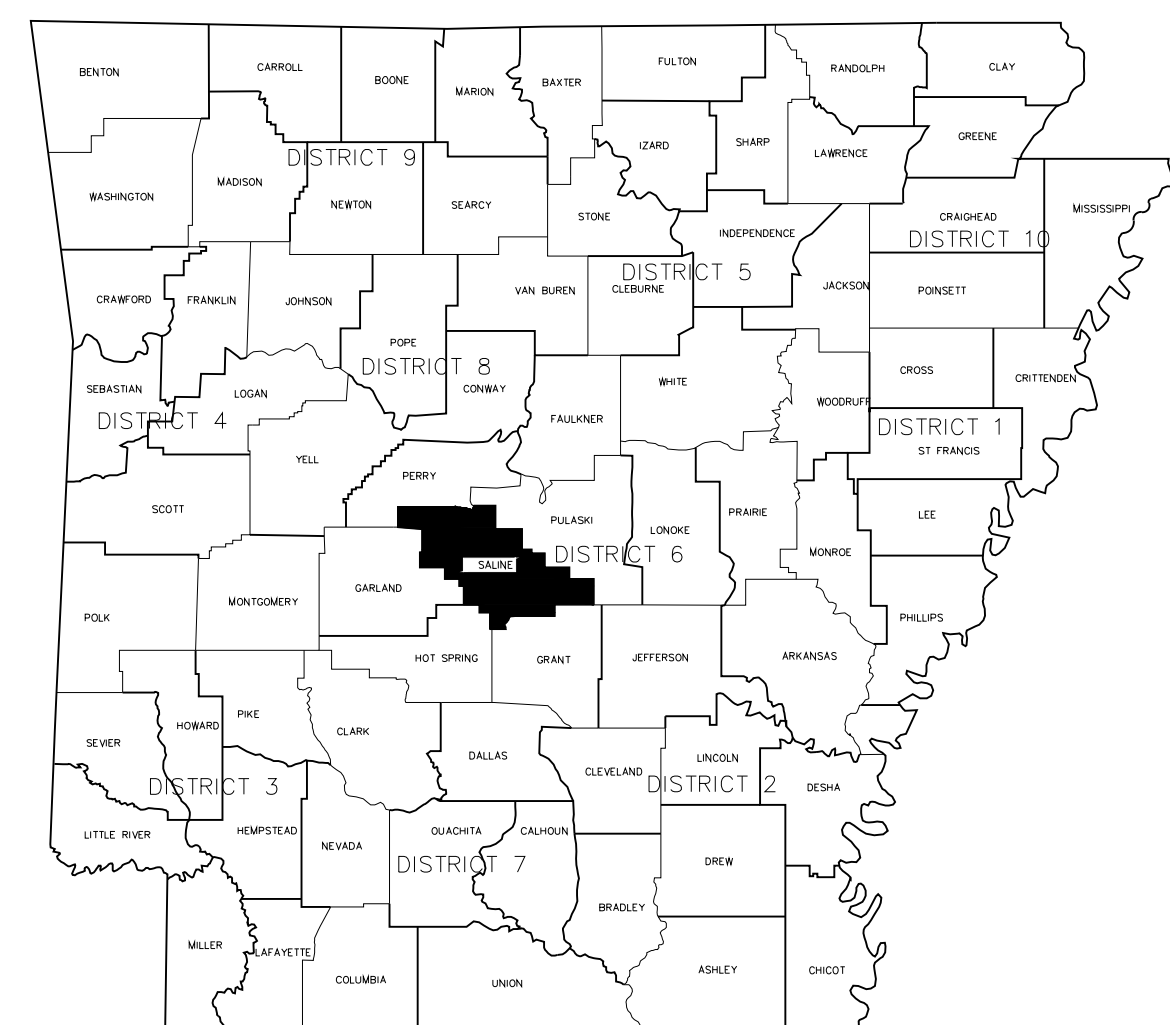 BENTON
CARROLL
BOONE
MARION
BAXTER
FULTON
RANDOLPH
CLAY
GREENE
IZARD
SHARP
LAWRENCE
DISTRICT 9
MADISON
WASHINGTON
NEWTON
SEARCY
STONE
INDEPENDENCE
CRAIGHEAD
MISSISSIPPI
DISTRICT 10
DISTRICT 5
CRAWFORD
FRANKLIN
JOHNSON
VAN BUREN
CLEBURNE
JACKSON
POINSETT
POPE
DISTRICT 8
CONWAY
SEBASTIAN
LOGAN
WHITE
CROSS
CRITTENDEN
WOODRUFF
DISTRICT 4
FAULKNER
DISTRICT 1
ST FRANCIS
YELL
PERRY
SCOTT
PULASKI
LONOKE
PRAIRIE
LEE
DISTRICT 6
MONROE
SALINE
GARLAND
MONTGOMERY
POLK
PHILLIPS
HOT SPRING
GRANT
JEFFERSON
ARKANSAS
HOWARD
PIKE
CLARK
SEVIER
DALLAS
CLEVELAND
LINCOLN
DISTRICT 3
DISTRICT 2
DESHA
LITTLE RIVER
HEMPSTEAD
NEVADA
OUACHITA
CALHOUN
DISTRICT 7
DREW
BRADLEY
MILLER
LAFAYETTE
COLUMBIA
UNION
ASHLEY
CHICOT